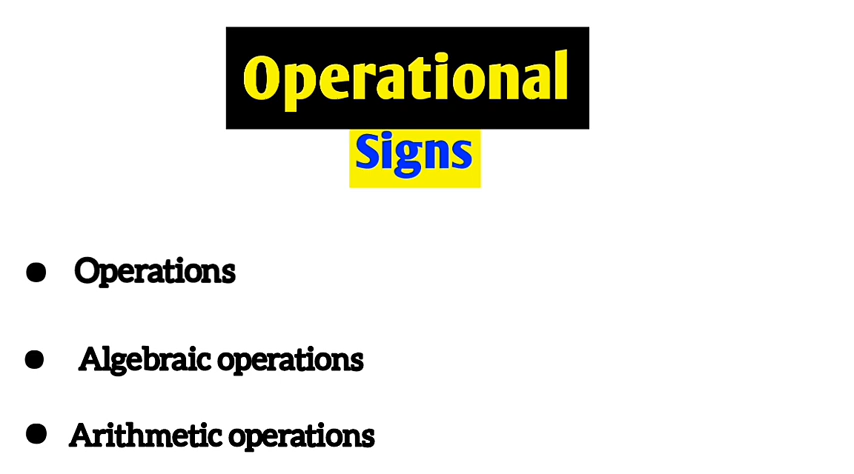 Operational
Signs
● Operations
● Algebraic operations
● Arithmetic operations